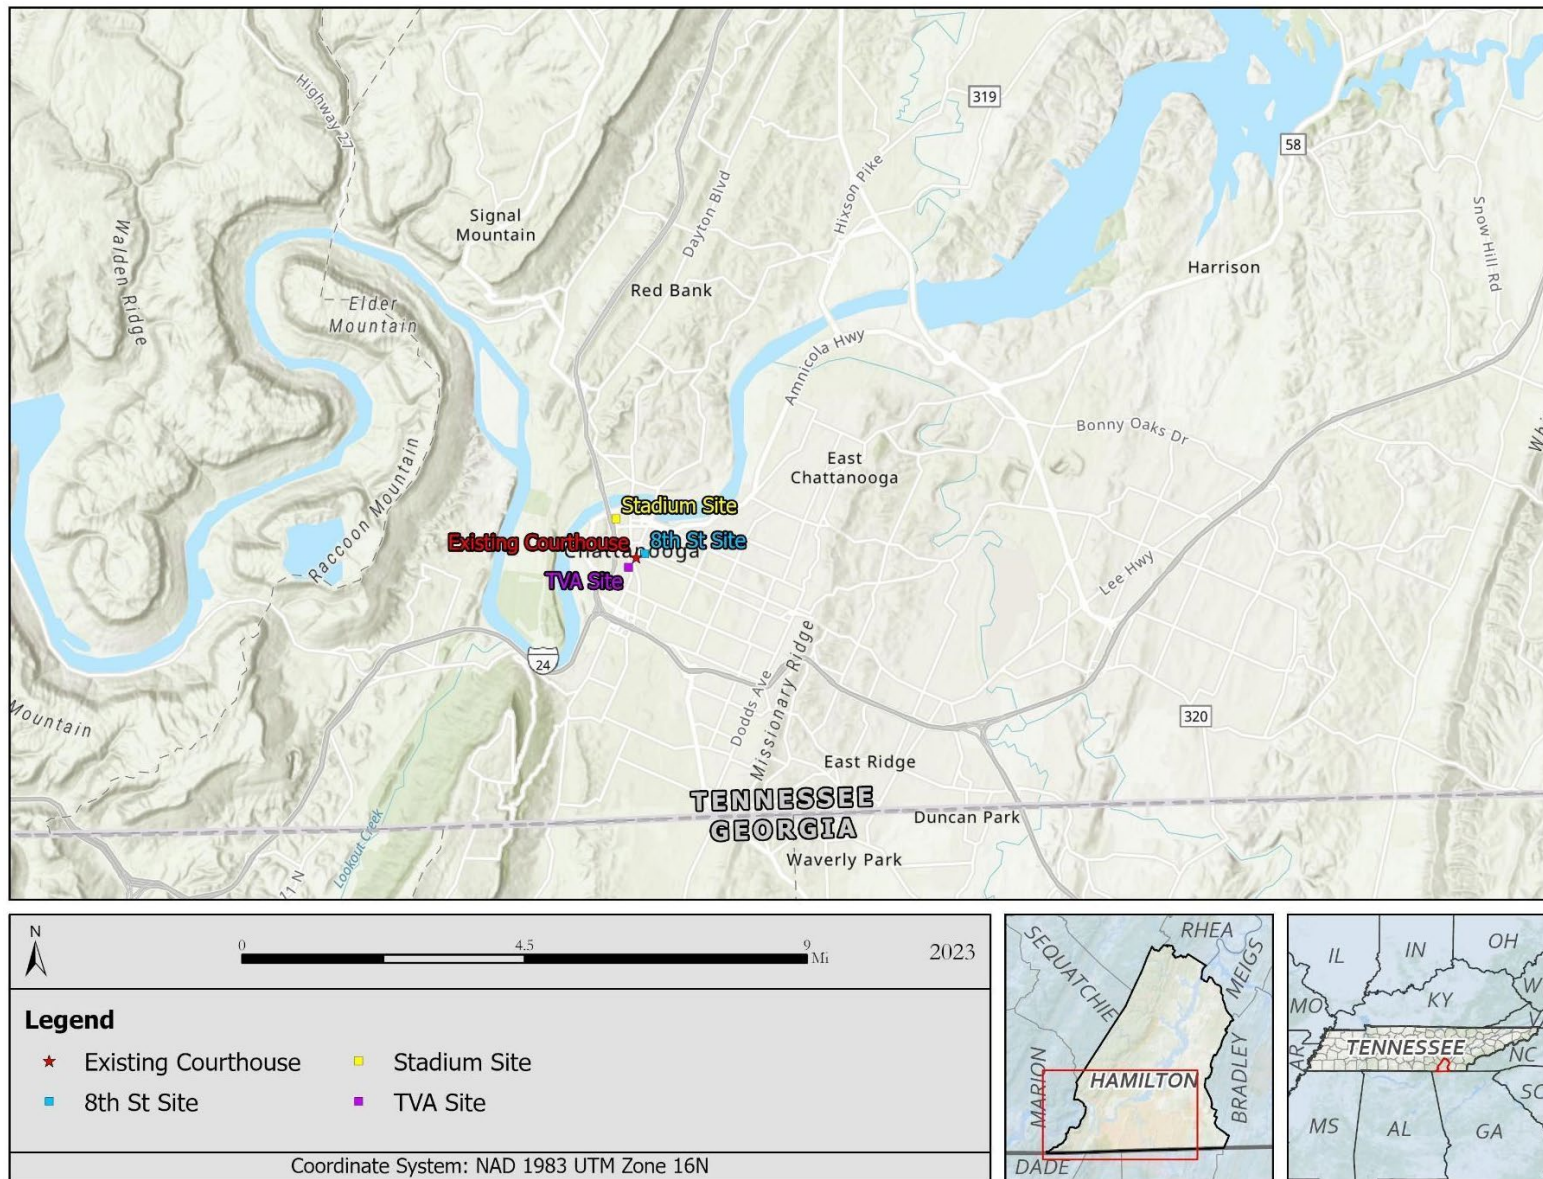 319
Highway 27
58
Hixson Pike
Dayton Blvd
Snow Hill Rd
Signal
Mountain
Walden Ridge
Harrison
Red Bank
Elder
Mountain
Amnicola Hwy
Bonny Oaks Dr
East
Chattanooga
Raccoon Mountain
Stadium Site
Existing Courthouse
8th St Site
Chattanooga
TVA Site
Lee Hwy
24
Missionary Ridge
Dodds Ave
Mountain
320
East Ridge
TENNESSEE
GEORGIA
Duncan Park
Waverly Park
Lookout Creek
11 N
N
0 4.5 9
Mi
2023
Legend
Existing Courthouse
Stadium Site
8th St Site
TVA Site
Coordinate System: NAD 1983 UTM Zone 16N
RHEA
SEQUATCHIE
MEIGS
MARION
HAMILTON
BRADLEY
DADE
IL
IN
OH
MO
KY
W
V
AR
TENNESSEE
NC
SC
MS
AL
GA